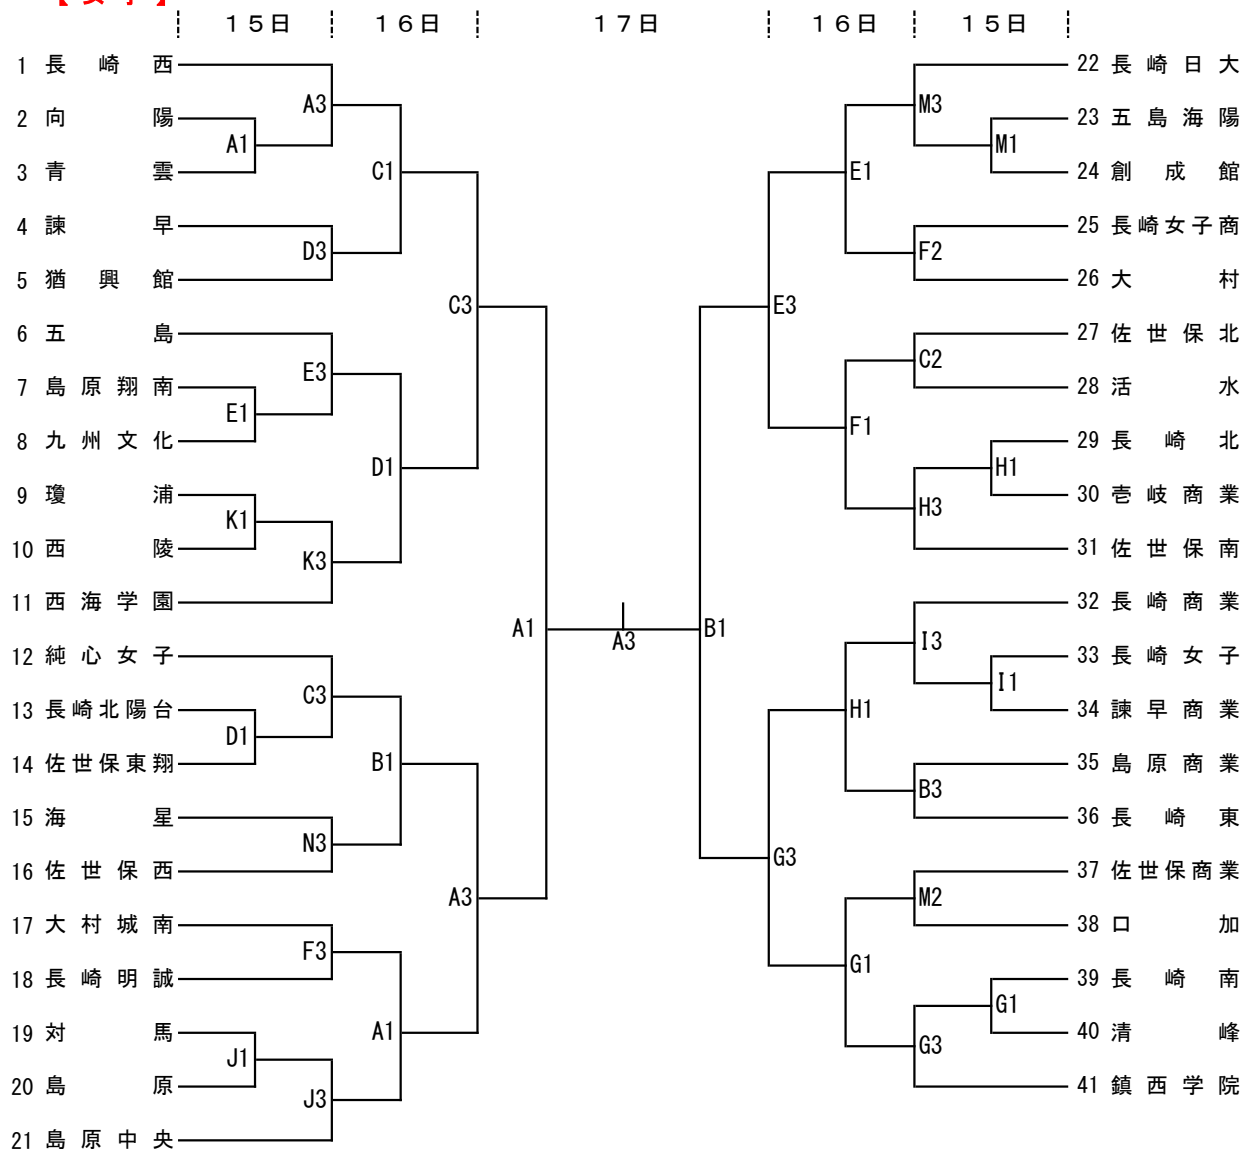 【 女 子 】
１５日 １６日 １７日 １６日 １５日
1 長崎西
2 向陽
3 青雲
4 諫早
5 猶興館
6 五島
7 島原翔南
8 九州文化
9 瓊浦
10 西陵
11 西海学園
12 純心女子
13 長崎北陽台
14 佐世保東翔
15 海星
16 佐世保西
17 大村城南
18 長崎明誠
19 対馬
20 島原
21 島原中央
A1
E1
K1
D1
J1
A3
D3
E3
K3
C3
N3
F3
J3
C1
D1
B1
A1
C3
A3
A1
A3
B1
E3
G3
E1
F1
H1
G1
M3
F2
C2
H3
I3
B3
M2
G3
M1
H1
I1
G1
22 長崎日大
23 五島海陽
24 創成館
25 長崎女子商
26 大村
27 佐世保北
28 活水
29 長崎北
30 壱岐商業
31 佐世保南
32 長崎商業
33 長崎女子
34 諫早商業
35 島原商業
36 長崎東
37 佐世保商業
38 口加
39 長崎南
40 清峰
41 鎮西学院